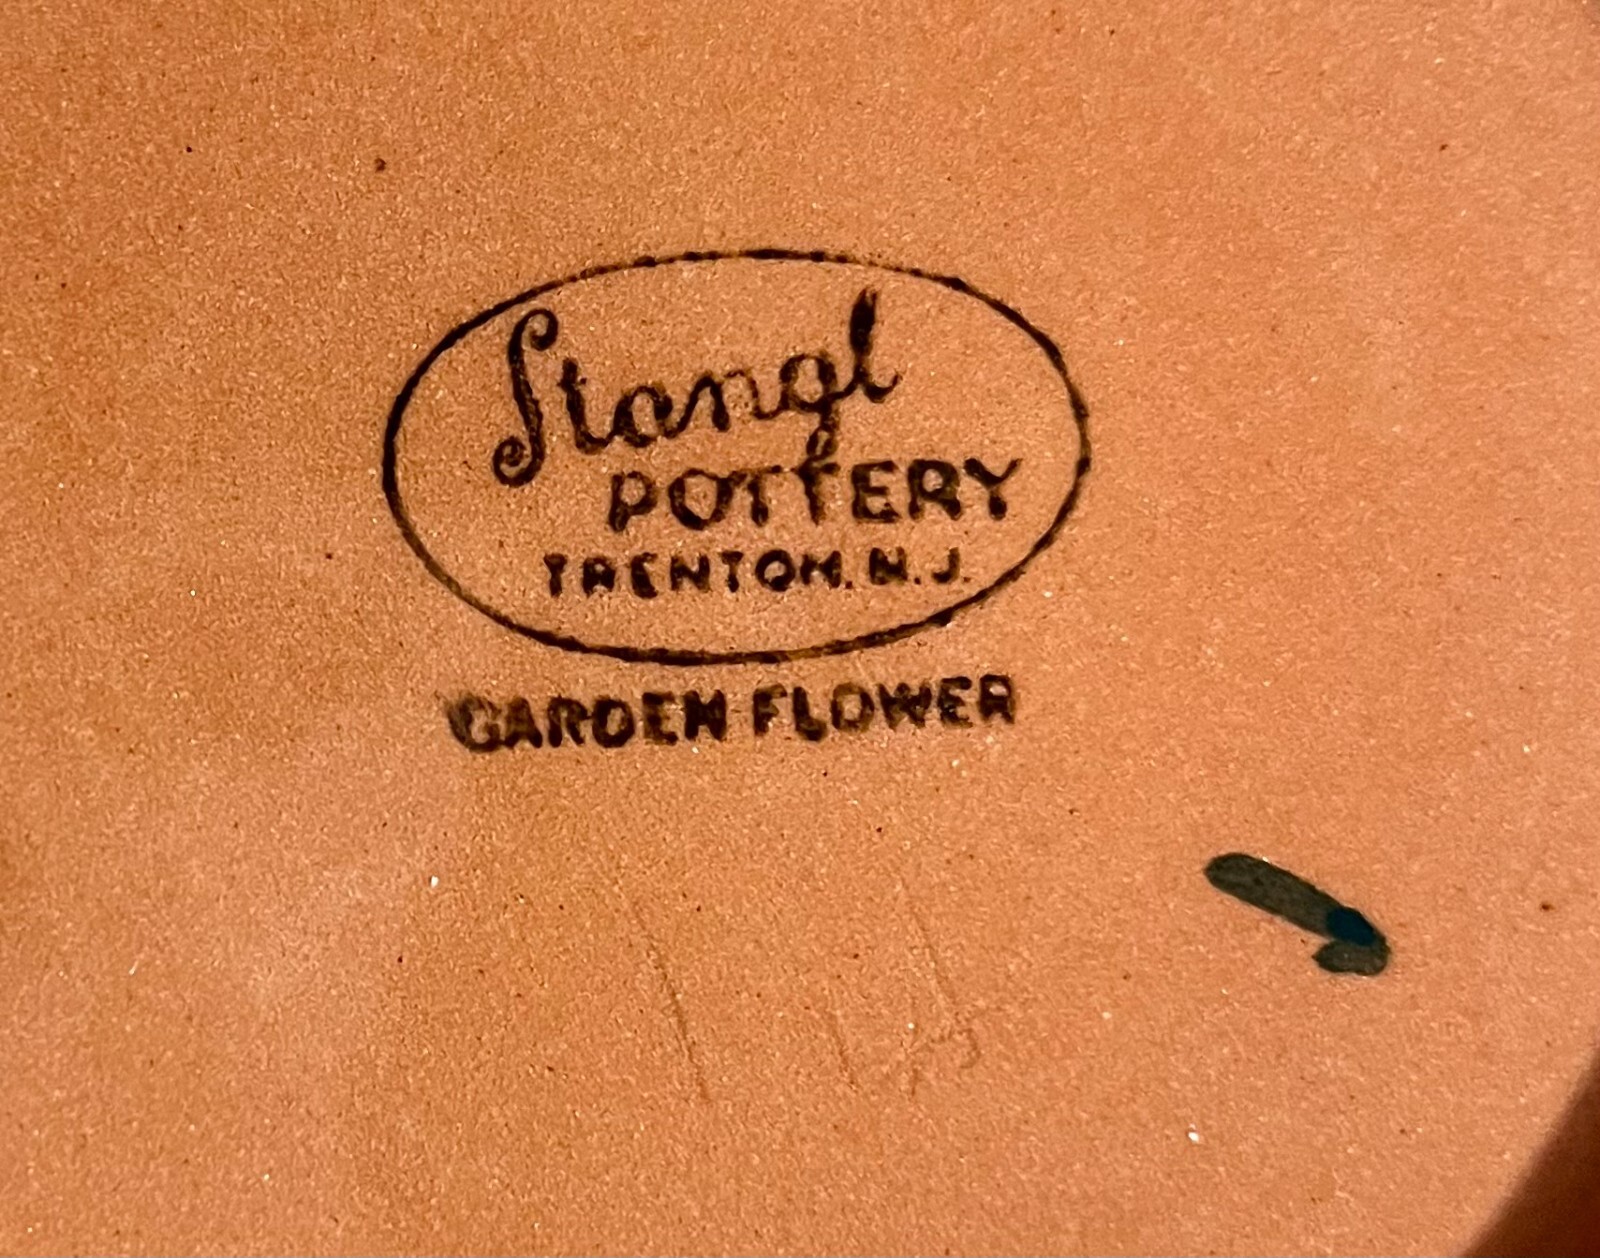 Stangl
POTTERY
TRENTON. N.J.
GARDEN FLOWER